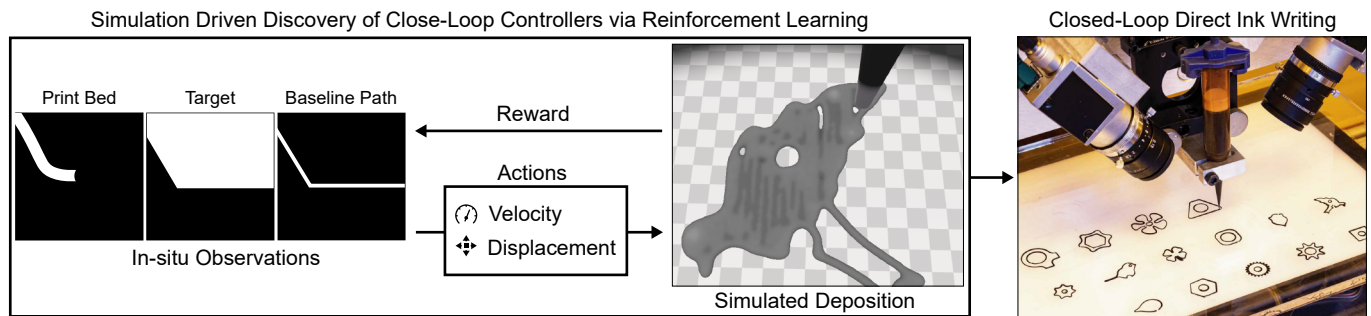 Simulation Driven Discovery of Close-Loop Controllers via Reinforcement Learning
Closed-Loop Direct Ink Writing
Print Bed
Target
Baseline Path
Reward
Actions
Velocity
Displacement
In-situ Observations
Simulated Deposition